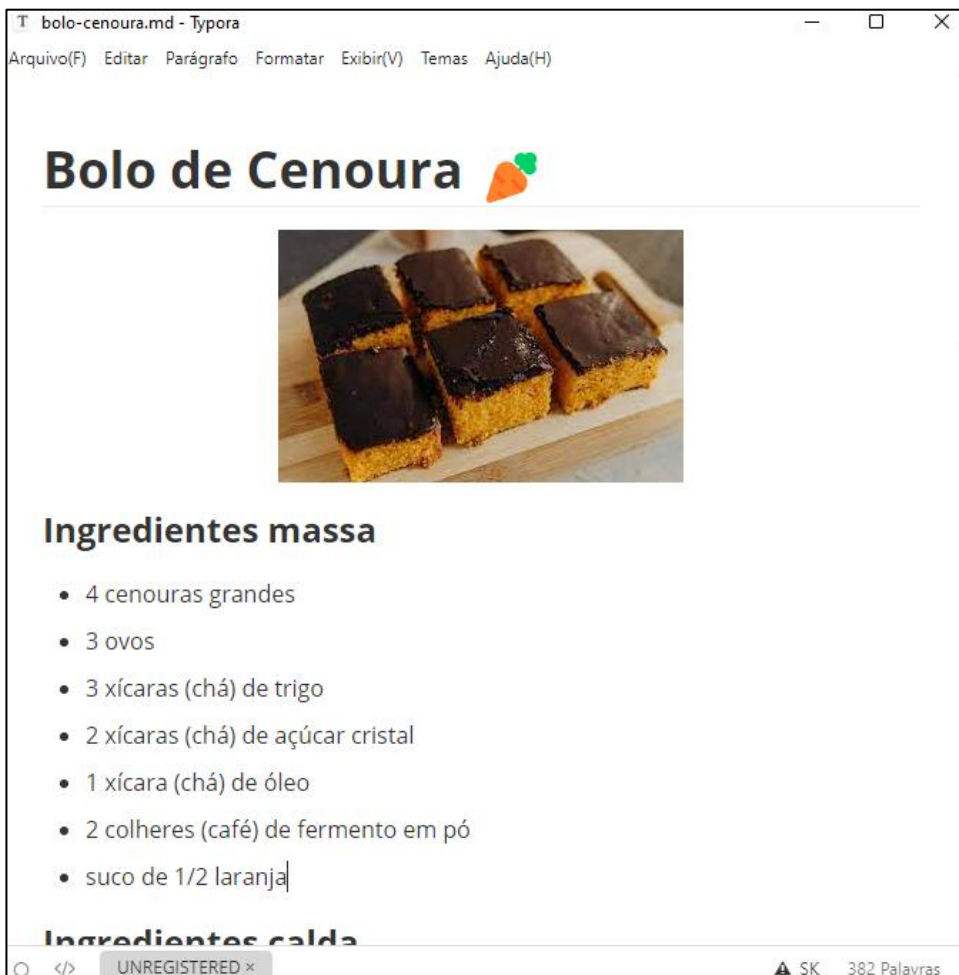 T bolo-cenoura.md - Typora
Arquivo(F) Editar Parágrafo Formatar Exibir(V) Temas Ajuda(H)
Bolo de Cenoura
Ingredientes massa
• 4 cenouras grandes
• 3 ovos
• 3 xícaras (chá) de trigo
• 2 xícaras (chá) de açúcar cristal
• 1 xícara (chá) de óleo
• 2 colheres (café) de fermento em pó
• suco de 1/2 laranja
Ingredientes calda
</> UNREGISTERED × SK 382 Palavras